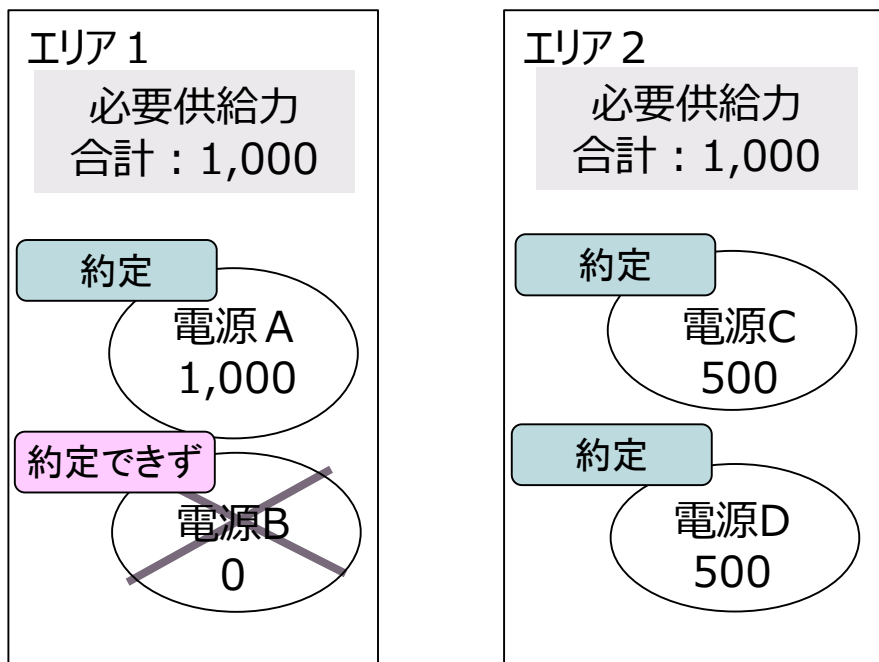 エリア１
必要供給力
合計：1,000
約定
電源Ａ
1,000
約定できず
電源B
0
エリア２
必要供給力
合計：1,000
約定
電源C
500
約定
電源D
500